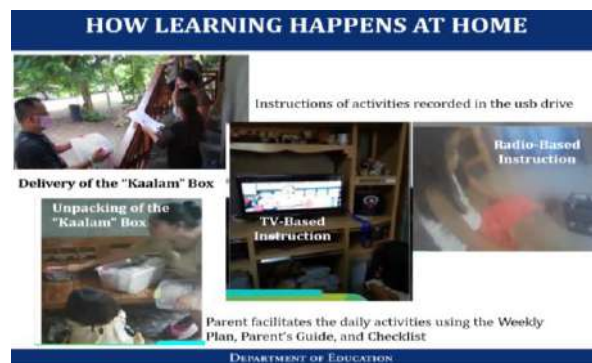 HOW LEARNING HAPPENS AT HOME
Instructions of activities recorded in the usb drive
Radio-Based
Instruction
Delivery of the "Kaalam" Box
Unpacking of the
"Kaalam" Box
TV-Based
Instruction
Parent facilitates the daily activities using the Weekly
Plan, Parent's Guide, and Checklist
DEPARTMENT OF EDUCATION